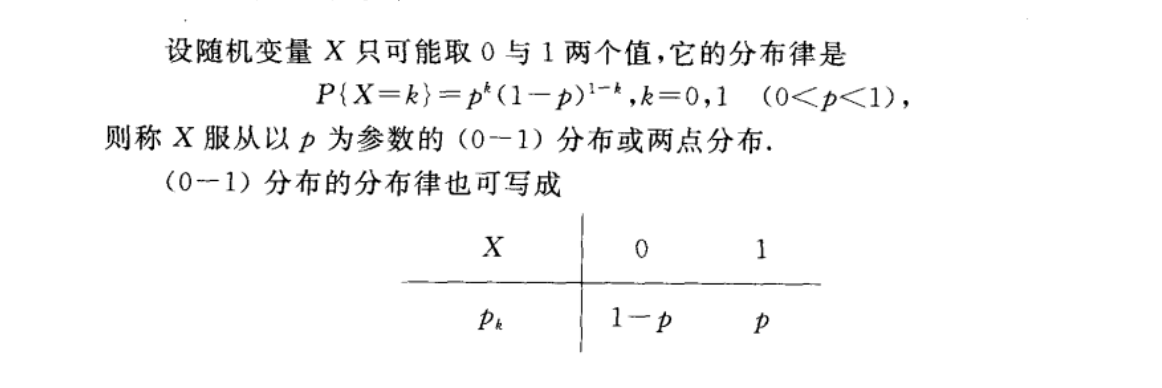 设随机变量 X 只可能取 0 与 1 两个值,它的分布律是
P{X=k}=pᵏ(1-p)¹⁻ᵏ,k=0,1 (0<p<1),
则称 X 服从以 p 为参数的 (0-1) 分布或两点分布.
(0-1) 分布的分布律也可写成
X 0 1
pₖ 1-p p